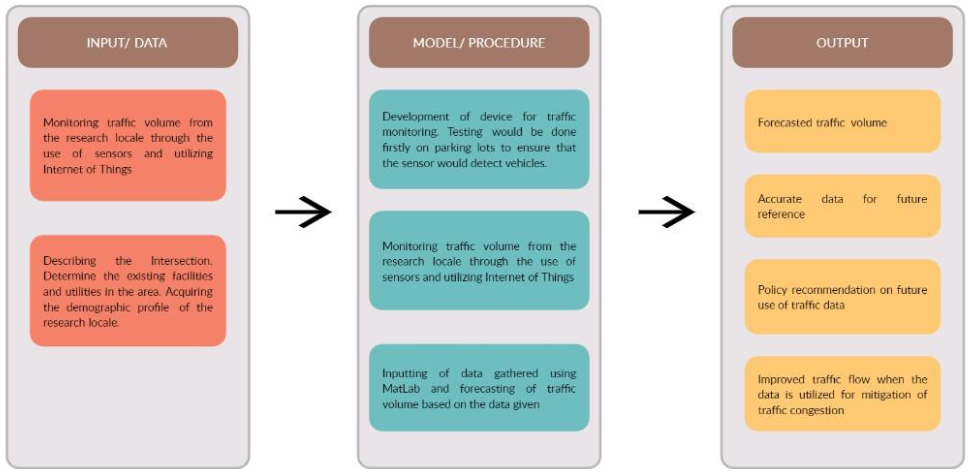 INPUT/ DATA
Monitoring traffic volume from
the research locale through the
use of sensors and utilizing
Internet of Things
Describing the Intersection.
Determine the existing facilities
and utilities in the area. Acquiring
the demographic profile of the
research locale.
MODEL/ PROCEDURE
Development of device for traffic
monitoring. Testing would be done
firstly on parking lots to ensure that
the sensor would detect vehicles.
Monitoring traffic volume from the
research locale through the use of
sensors and utilizing Internet of Things
Inputting of data gathered using
MatLab and forecasting of traffic
volume based on the data given
OUTPUT
Forecasted traffic volume
Accurate data for future
reference
Policy recommendation on future
use of traffic data
Improved traffic flow when the
data is utilized for mitigation of
traffic congestion